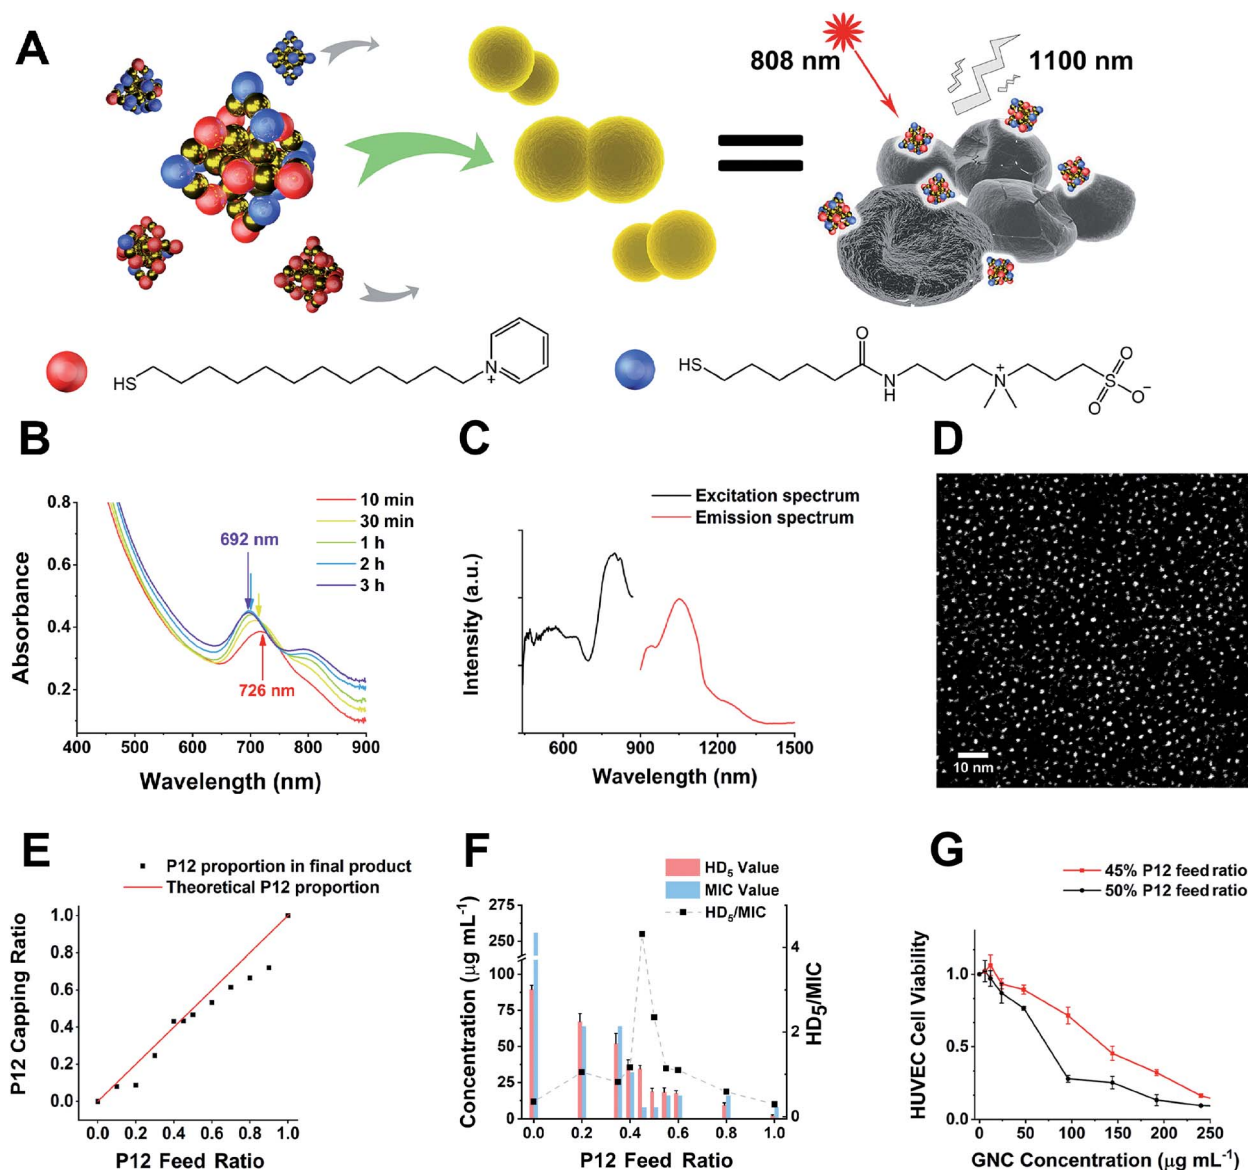 A
808 nm
1100 nm
HS
N
+
HS
O
N
H
N
+
O
S
O
O
−
B
C
D
0.8
0.6
0.4
0.2
Absorbance
10 min
30 min
1 h
2 h
3 h
692 nm
726 nm
400 500 600 700 800 900
Wavelength (nm)
Excitation spectrum
Emission spectrum
Intensity (a.u.)
600 900 1200 1500
Wavelength (nm)
10 nm
E
F
G
P12 proportion in final product
Theoretical P12 proportion
P12 Capping Ratio
1.0
0.8
0.6
0.4
0.2
0.0
0.0 0.2 0.4 0.6 0.8 1.0
P12 Feed Ratio
HD₅ Value
MIC Value
HD₅/MIC
Concentration (μg mL⁻¹)
275
250
100
75
50
25
0
HD₅/MIC
4
2
0
0.0 0.2 0.4 0.6 0.8 1.0
P12 Feed Ratio
45% P12 feed ratio
50% P12 feed ratio
HUVEC Cell Viability
1.0
0.5
0.0
0 50 100 150 200 250
GNC Concentration (μg mL⁻¹)